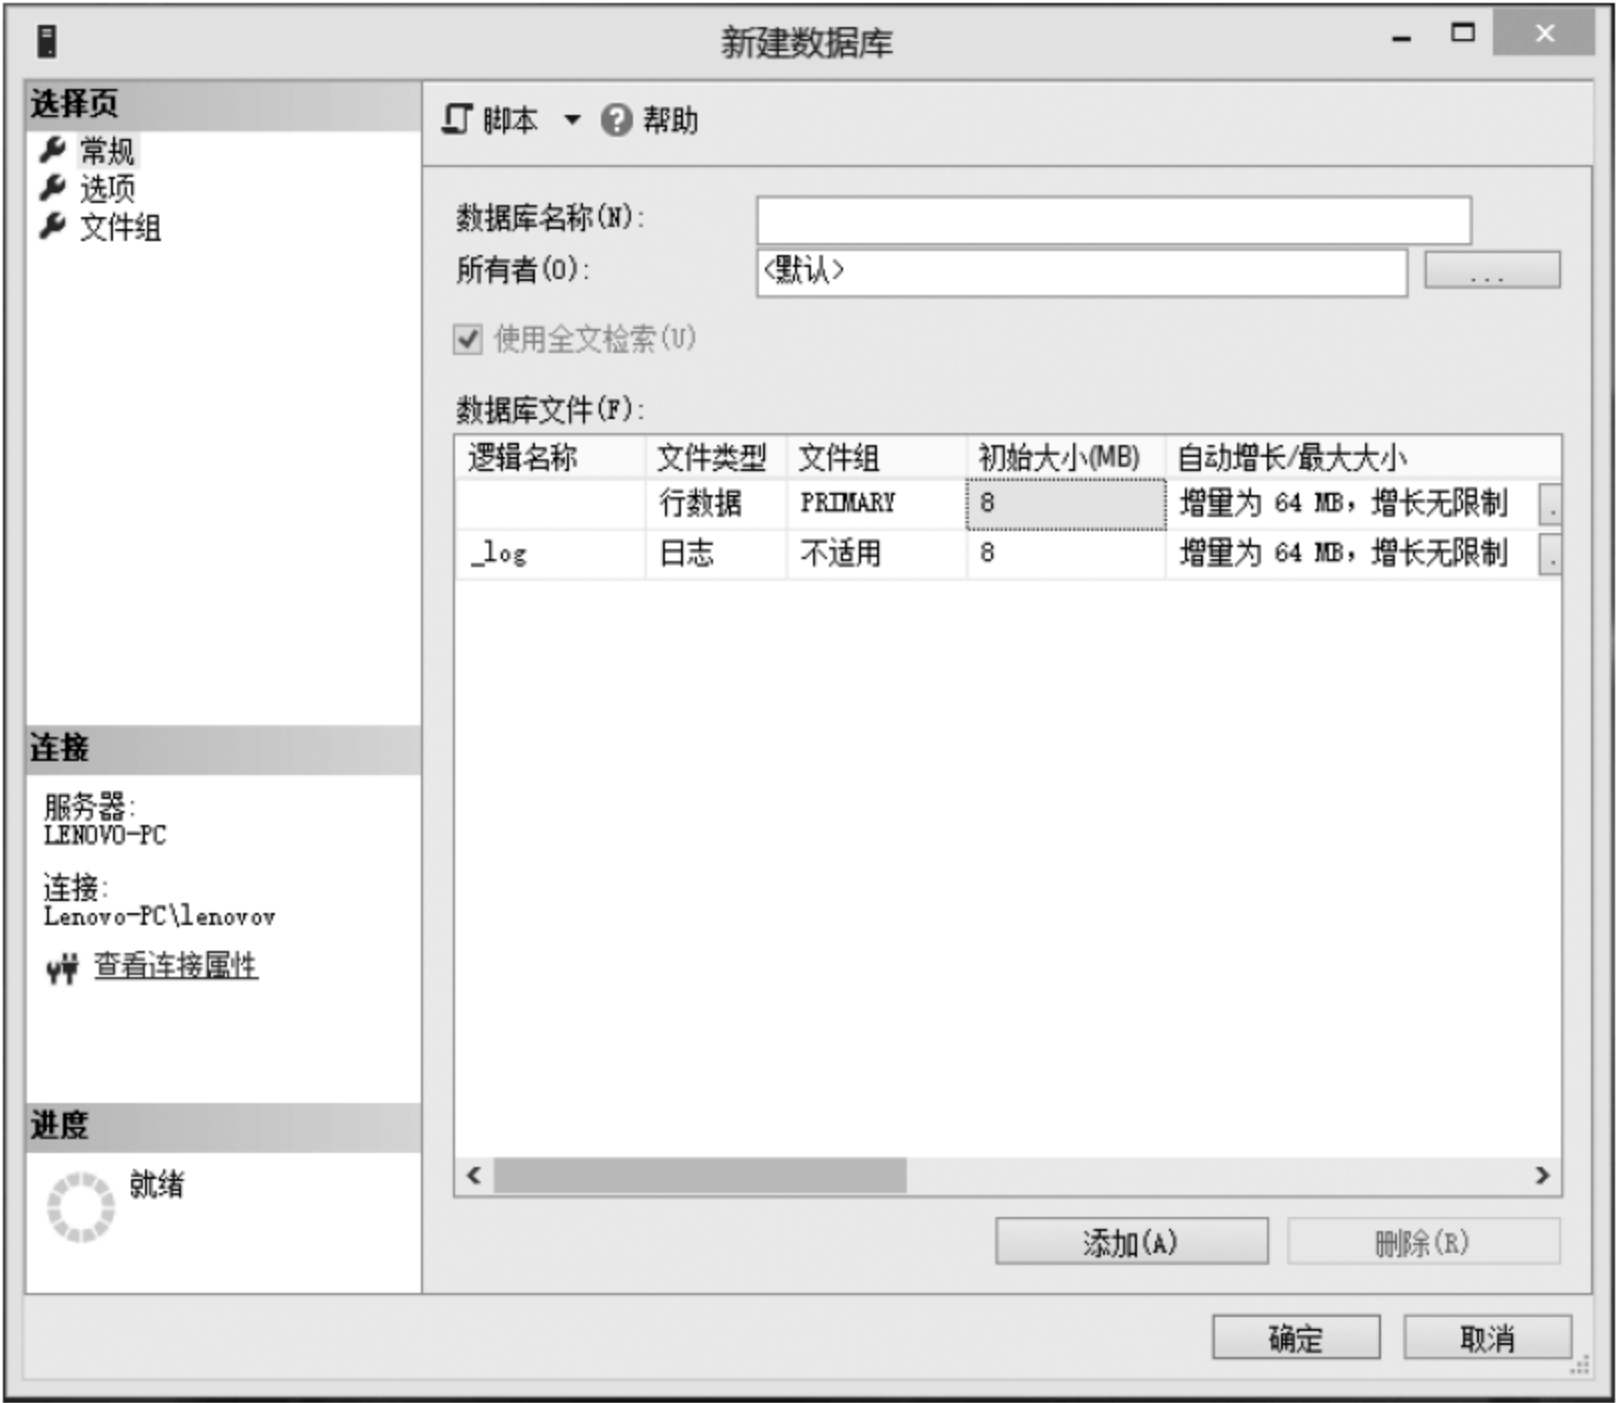 新建数据库
选择页
常规
选项
文件组
脚本 帮助
数据库名称(N):
所有者(O): <默认> ...
使用全文检索(U)
数据库文件(F):
逻辑名称 文件类型 文件组 初始大小(MB) 自动增长/最大大小
行数据 PRIMARY 8 增量为 64 MB，增长无限制 .
_log 日志 不适用 8 增量为 64 MB，增长无限制 .
连接
服务器:
LENOVO-PC
连接:
Lenovo-PC\lenovov
查看连接属性
进度
就绪
添加(A) 删除(R)
确定 取消